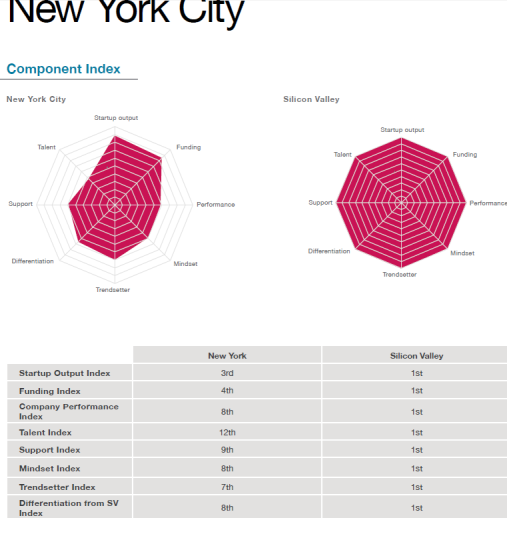 New York City
Component Index
New York City
Silicon Valley
Startup output
Talent
Funding
Support
Performance
Differentiation
Mindset
Trendsetter
Startup output
Talent
Funding
Support
Performance
Differentiation
Mindset
Trendsetter
New York Silicon Valley
Startup Output Index 3rd 1st
Funding Index 4th 1st
Company Performance
Index 8th 1st
Talent Index 12th 1st
Support Index 9th 1st
Mindset Index 8th 1st
Trendsetter Index 7th 1st
Differentiation from SV
Index 8th 1st